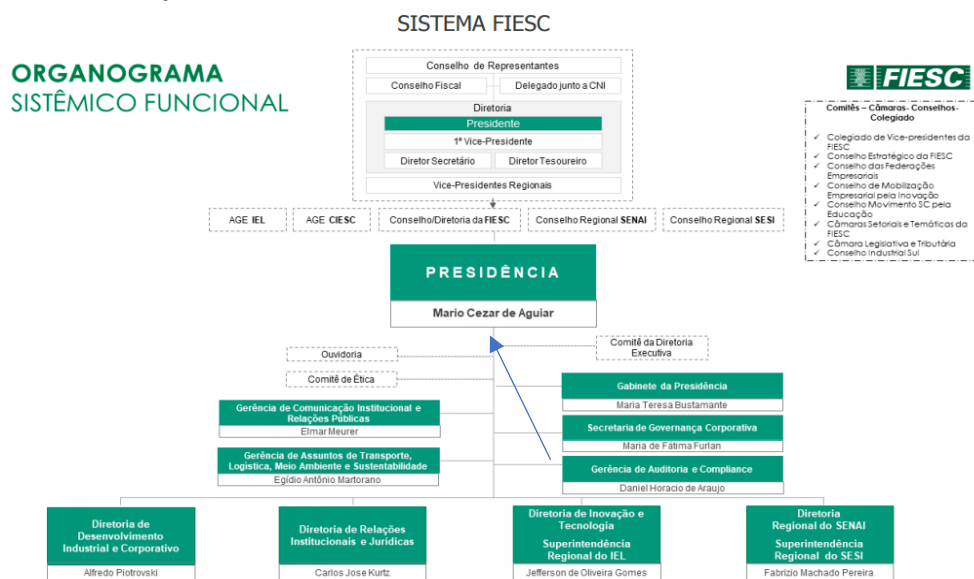 SISTEMA FIESC
ORGANOGRAMA
SISTÊMICO FUNCIONAL
Conselho de Representantes
Conselho Fiscal
Delegado junto a CNI
Diretoria
Presidente
1º Vice-Presidente
Diretor Secretário
Diretor Tesoureiro
Vice-Presidentes Regionais
FIESC
Comitês – Câmaras- Conselhos-
Colegiado
✓ Colegiado de Vice-presidentes da
FIESC
✓ Conselho Estratégico da FIESC
✓ Conselho das Federações
Empresariais
✓ Conselho de Mobilização
Empresarial pela Inovação
✓ Conselho Movimento SC pela
Educação
✓ Câmaras Setoriais e Temáticas da
FIESC
✓ Câmara Legislativa e Tributária
✓ Conselho Industrial Sul
AGE IEL
AGE CIESC
Conselho/Diretoria da FIESC
Conselho Regional SENAI
Conselho Regional SESI
PRESIDÊNCIA
Mario Cezar de Aguiar
Ouvidoria
Comitê da Diretoria
Executiva
Comitê de Ética
Gabinete da Presidência
Maria Teresa Bustamante
Gerência de Comunicação Institucional e
Relações Públicas
Elmar Meurer
Secretaria de Governança Corporativa
Maria de Fátima Furlan
Gerência de Assuntos de Transporte,
Logística, Meio Ambiente e Sustentabilidade
Egídio Antônio Martorano
Gerência de Auditoria e Compliance
Daniel Horacio de Araujo
Diretoria de
Desenvolvimento
Industrial e Corporativo
Alfredo Piotrovski
Diretoria de Relações
Institucionais e Jurídicas
Carlos Jose Kurtz
Diretoria de Inovação e
Tecnologia
Superintendência
Regional do IEL
Jefferson de Oliveira Gomes
Diretoria
Regional do SENAI
Superintendência
Regional do SESI
Fabrizio Machado Pereira